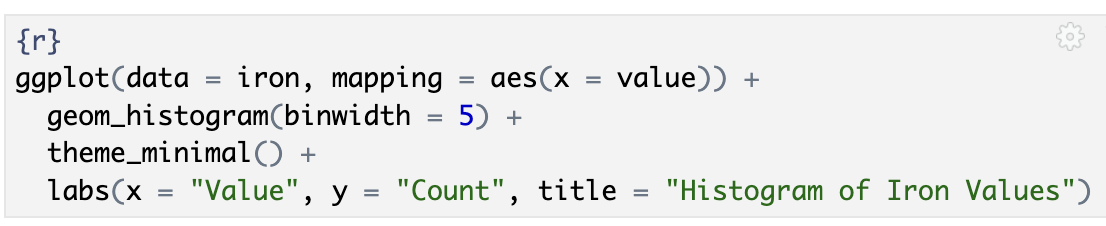 {r}
ggplot(data = iron, mapping = aes(x = value)) +
  geom_histogram(binwidth = 5) +
  theme_minimal() +
  labs(x = "Value", y = "Count", title = "Histogram of Iron Values")